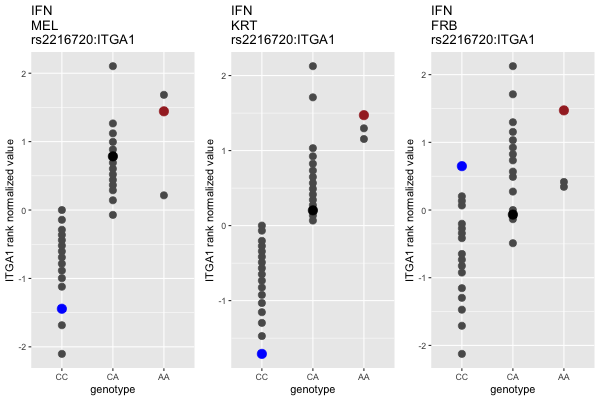 IFN
MEL
rs2216720:ITGA1
ITGA1 rank normalized value
2
1
0
-1
-2
CC
CA
AA
genotype
IFN
KRT
rs2216720:ITGA1
ITGA1 rank normalized value
2
1
0
-1
CC
CA
AA
genotype
IFN
FRB
rs2216720:ITGA1
ITGA1 rank normalized value
2
1
0
-1
-2
CC
CA
AA
genotype